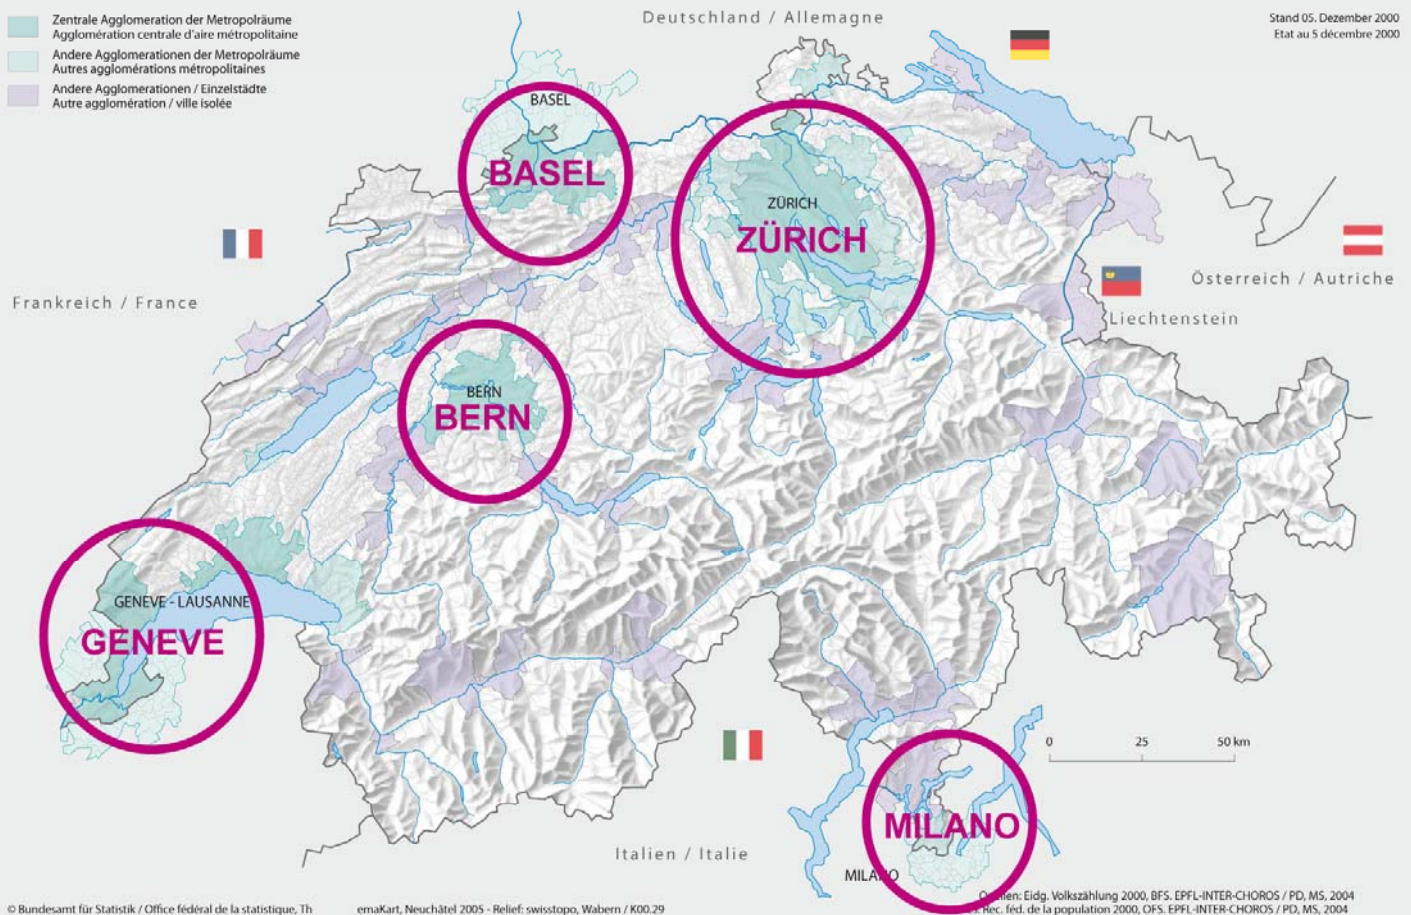 Zentrale Agglomeration der Metropolräume
Agglomération centrale d'aire métropolitaine
Andere Agglomerationen der Metropolräume
Autres agglomérations métropolitaines
Andere Agglomerationen / Einzelstädte
Autre agglomération / ville isolée
Deutschland / Allemagne
Stand 05. Dezember 2000
Etat au 5 décembre 2000
BASEL
BASEL
ZÜRICH
ZÜRICH
Frankreich / France
Österreich / Autriche
Liechtenstein
BERN
BERN
GENEVE - LAUSANNE
GENEVE
0 25 50 km
MILANO
Italien / Italie
MILANO
© Bundesamt für Statistik / Office fédéral de la statistique, Th
emaKart, Neuchâtel 2005 - Relief: swisstopo, Wabern / K00.29
Eidg. Volkszählung 2000, BFS. EPFL-INTER-CHOROS / PD, MS, 2004
Rec. féd. de la population 2000, OFS. EPFL-INTER-CHOROS / PD, MS, 2004